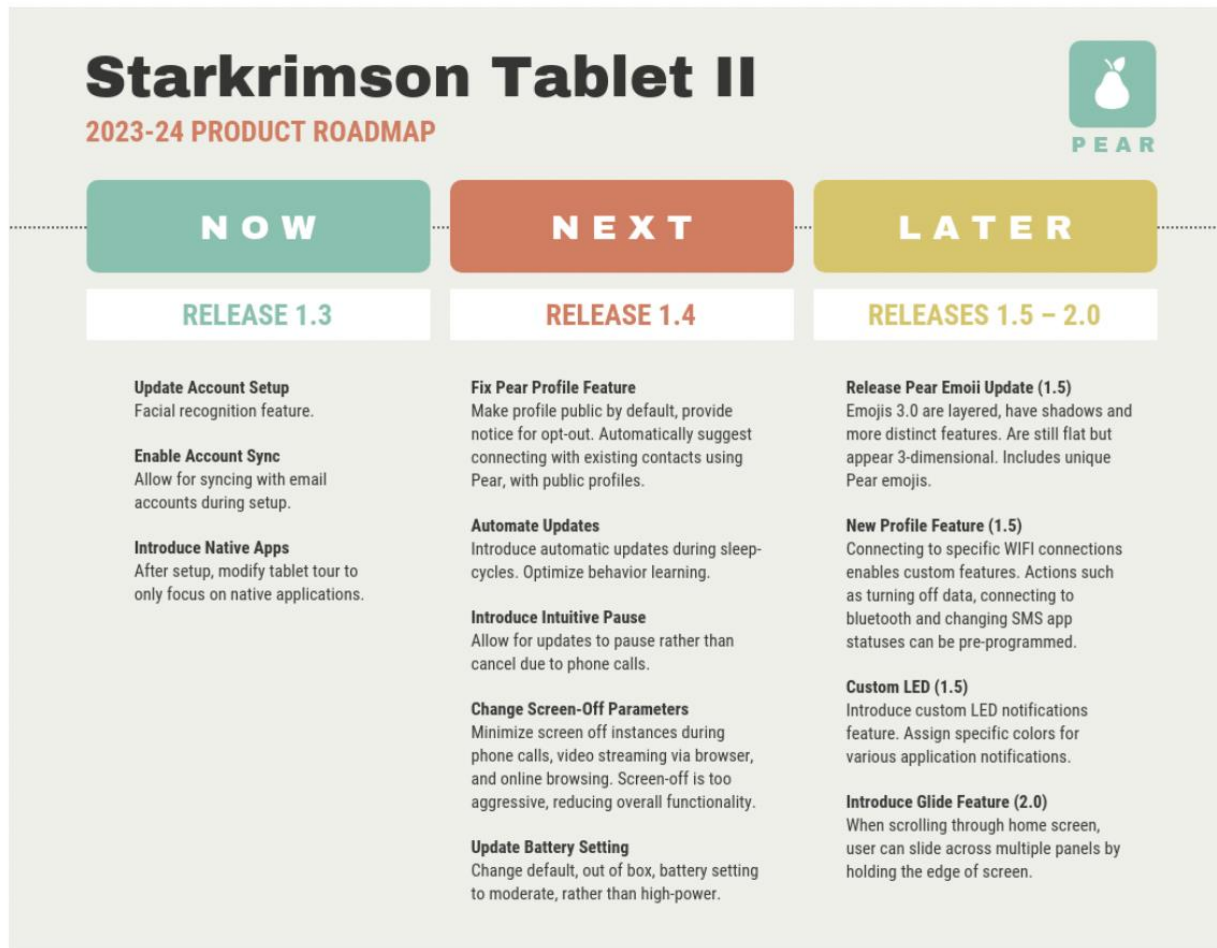 Starkrimson Tablet II
2023-24 PRODUCT ROADMAP
PEAR
NOW
RELEASE 1.3
Update Account Setup
Facial recognition feature.
Enable Account Sync
Allow for syncing with email
accounts during setup.
Introduce Native Apps
After setup, modify tablet tour to
only focus on native applications.
NEXT
RELEASE 1.4
Fix Pear Profile Feature
Make profile public by default, provide
notice for opt-out. Automatically suggest
connecting with existing contacts using
Pear, with public profiles.
Automate Updates
Introduce automatic updates during sleep-
cycles. Optimize behavior learning.
Introduce Intuitive Pause
Allow for updates to pause rather than
cancel due to phone calls.
Change Screen-Off Parameters
Minimize screen off instances during
phone calls, video streaming via browser,
and online browsing. Screen-off is too
aggressive, reducing overall functionality.
Update Battery Setting
Change default, out of box, battery setting
to moderate, rather than high-power.
LATER
RELEASES 1.5 – 2.0
Release Pear Emoii Update (1.5)
Emojis 3.0 are layered, have shadows and
more distinct features. Are still flat but
appear 3-dimensional. Includes unique
Pear emojis.
New Profile Feature (1.5)
Connecting to specific WIFI connections
enables custom features. Actions such
as turning off data, connecting to
bluetooth and changing SMS app
statuses can be pre-programmed.
Custom LED (1.5)
Introduce custom LED notifications
feature. Assign specific colors for
various application notifications.
Introduce Glide Feature (2.0)
When scrolling through home screen,
user can slide across multiple panels by
holding the edge of screen.